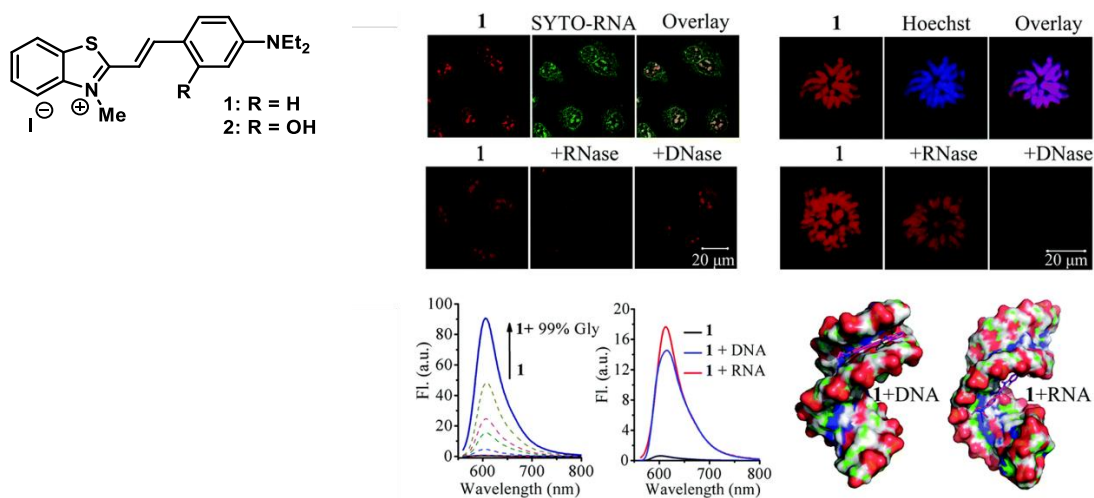 S
N
⊕
Me
I⊖
R
NEt2
1: R = H
2: R = OH
1 SYTO-RNA Overlay
1 +RNase +DNase
20 μm
1 Hoechst Overlay
1 +RNase +DNase
20 μm
100
80
60
40
20
0
Fl. (a.u.)
1+ 99% Gly
1
600 700 800
Wavelength (nm)
20
16
12
8
4
0
Fl. (a.u.)
1
1 + DNA
1 + RNA
600 700 800
Wavelength (nm)
1+DNA
1+RNA